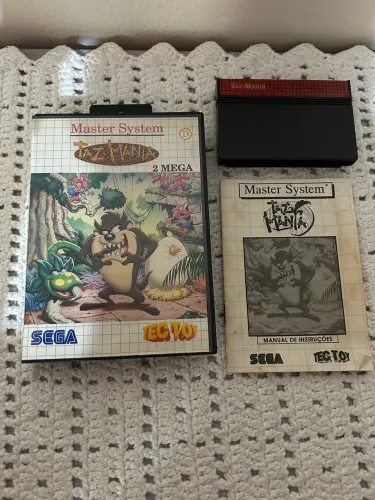 Master System
TAZ-MANIA
2 MEGA
SEGA
TEC TOY
Taz-Mania
Master System
TAZ
MANIA
MANUAL DE INSTRUÇÕES
SEGA
TEC TOY